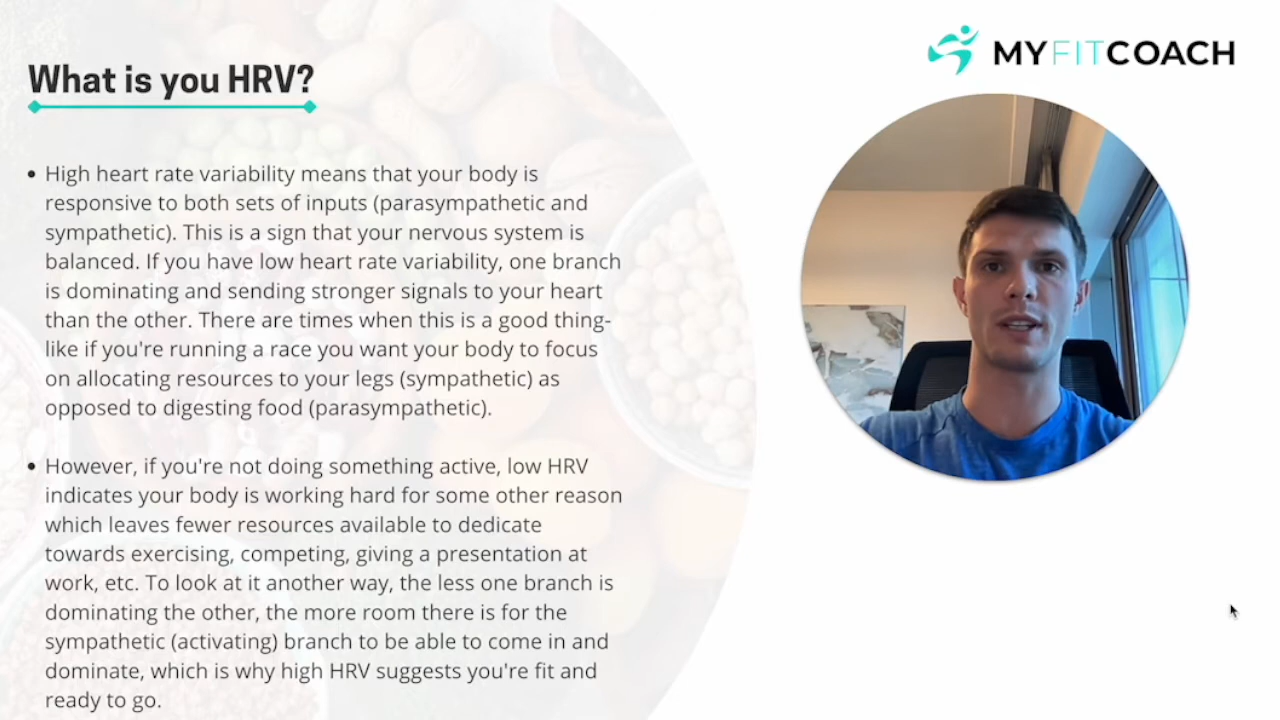 MYFITCOACH
What is you HRV?
• High heart rate variability means that your body is
responsive to both sets of inputs (parasympathetic and
sympathetic). This is a sign that your nervous system is
balanced. If you have low heart rate variability, one branch
is dominating and sending stronger signals to your heart
than the other. There are times when this is a good thing-
like if you're running a race you want your body to focus
on allocating resources to your legs (sympathetic) as
opposed to digesting food (parasympathetic).
• However, if you're not doing something active, low HRV
indicates your body is working hard for some other reason
which leaves fewer resources available to dedicate
towards exercising, competing, giving a presentation at
work, etc. To look at it another way, the less one branch is
dominating the other, the more room there is for the
sympathetic (activating) branch to be able to come in and
dominate, which is why high HRV suggests you're fit and
ready to go.